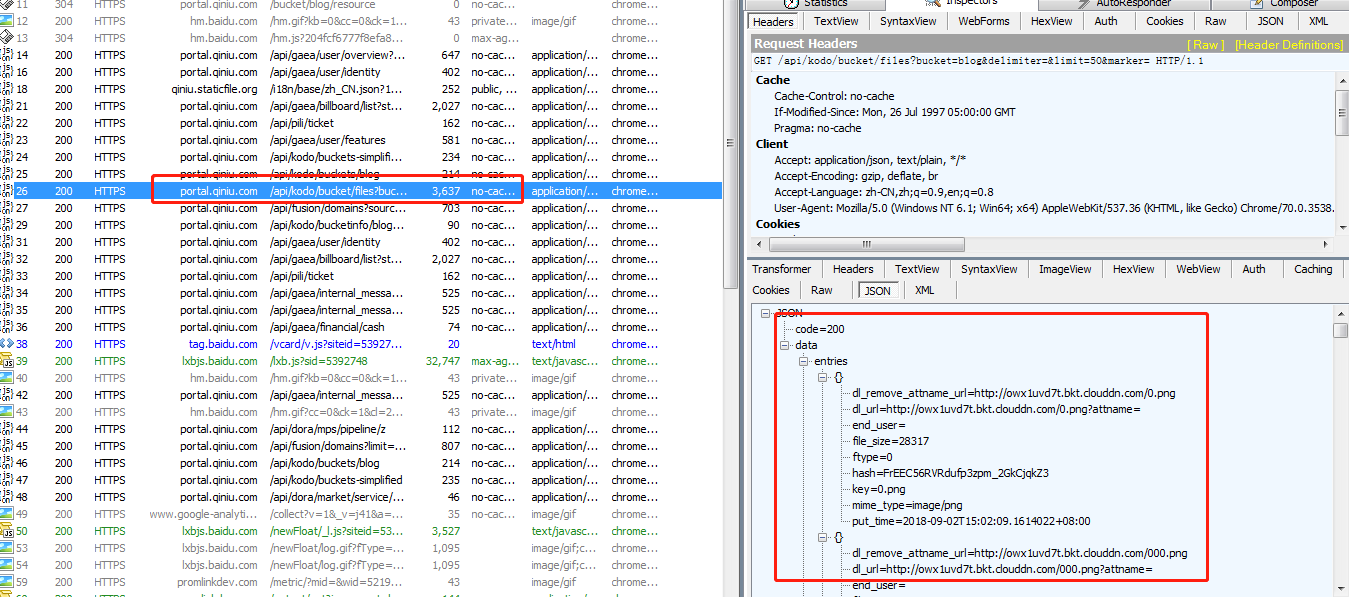 11 304 HTTPS portal.qiniu.com /bucket/blog/resource 0 chrome...
12 200 HTTPS hm.baidu.com /hm.gif?kb=0&cc=0&ck=1... 43 private... image/gif chrome...
13 304 HTTPS hm.baidu.com /hm.js?204fcf6777f8efa8... 0 max-ag... chrome...
14 200 HTTPS portal.qiniu.com /api/gaea/user/overview?... 647 no-cac... application/... chrome...
16 200 HTTPS portal.qiniu.com /api/gaea/user/identity 402 no-cac... application/... chrome...
18 200 HTTPS qiniu.staticfile.org /i18n/base/zh_CN.json?1... 252 public, ... application/... chrome...
21 200 HTTPS portal.qiniu.com /api/gaea/billboard/list?st... 2,027 no-cac... application/... chrome...
22 200 HTTPS portal.qiniu.com /api/pili/ticket 162 no-cac... application/... chrome...
23 200 HTTPS portal.qiniu.com /api/gaea/user/features 581 no-cac... application/... chrome...
24 200 HTTPS portal.qiniu.com /api/kodo/buckets-simplifi... 234 no-cac... application/... chrome...
25 200 HTTPS portal.qiniu.com /api/kodo/buckets/blog 214 no-cac... application/... chrome...
26 200 HTTPS portal.qiniu.com /api/kodo/bucket/files?buc... 3,637 no-cac... application/... chrome...
27 200 HTTPS portal.qiniu.com /api/fusion/domains?sourc... 703 no-cac... application/... chrome...
29 200 HTTPS portal.qiniu.com /api/kodo/bucketinfo/blog... 90 no-cac... application/... chrome...
31 200 HTTPS portal.qiniu.com /api/gaea/user/identity 402 no-cac... application/... chrome...
32 200 HTTPS portal.qiniu.com /api/gaea/billboard/list?st... 2,027 no-cac... application/... chrome...
33 200 HTTPS portal.qiniu.com /api/pili/ticket 162 no-cac... application/... chrome...
34 200 HTTPS portal.qiniu.com /api/gaea/internal_messa... 525 no-cac... application/... chrome...
35 200 HTTPS portal.qiniu.com /api/gaea/internal_messa... 525 no-cac... application/... chrome...
36 200 HTTPS portal.qiniu.com /api/gaea/financial/cash 74 no-cac... application/... chrome...
38 200 HTTPS tag.baidu.com /vcard/v.js?siteid=53927... 20 text/html chrome...
39 200 HTTPS lxbjs.baidu.com /lxb.js?sid=5392748 32,747 max-ag... text/javasc... chrome...
40 200 HTTPS hm.baidu.com /hm.gif?kb=0&cc=0&ck=1... 43 private... image/gif chrome...
42 200 HTTPS portal.qiniu.com /api/gaea/internal_messa... 525 no-cac... application/... chrome...
43 200 HTTPS hm.baidu.com /hm.gif?cc=0&ck=1&cl=2... 43 private... image/gif chrome...
44 200 HTTPS portal.qiniu.com /api/dora/mps/pipeline/z 112 no-cac... application/... chrome...
45 200 HTTPS portal.qiniu.com /api/fusion/domains?limit=... 807 no-cac... application/... chrome...
46 200 HTTPS portal.qiniu.com /api/kodo/buckets/blog 214 no-cac... application/... chrome...
47 200 HTTPS portal.qiniu.com /api/kodo/buckets-simplified 235 no-cac... application/... chrome...
48 200 HTTPS portal.qiniu.com /api/dora/market/service/... 46 no-cac... application/... chrome...
49 200 HTTPS www.google-analyti... /collect?v=1&_v=j41&a=... 35 no-cac... image/gif chrome...
50 200 HTTPS lxbjs.baidu.com /newFloat/_l.js?siteid=53... 3,527 text/javasc... chrome...
53 200 HTTPS lxbjs.baidu.com /newFloat/log.gif?fType=... 1,095 image/gif;c... chrome...
54 200 HTTPS lxbjs.baidu.com /newFloat/log.gif?fType=... 1,095 image/gif;c... chrome...
59 200 HTTPS promlinkdev.com /metric/?mid=&wid=5219... 43 image/gif chrome...
Statistics Inspectors AutoResponder Composer
Headers TextView SyntaxView WebForms HexView Auth Cookies Raw JSON XML
Request Headers [ Raw ] [Header Definitions]
GET /api/kodo/bucket/files?bucket=blog&delimiter=&limit=50&marker= HTTP/1.1
Cache
Cache-Control: no-cache
If-Modified-Since: Mon, 26 Jul 1997 05:00:00 GMT
Pragma: no-cache
Client
Accept: application/json, text/plain, */*
Accept-Encoding: gzip, deflate, br
Accept-Language: zh-CN,zh;q=0.9,en;q=0.8
User-Agent: Mozilla/5.0 (Windows NT 6.1; Win64; x64) AppleWebKit/537.36 (KHTML, like Gecko) Chrome/70.0.3538.
Cookies
Transformer Headers TextView SyntaxView ImageView HexView WebView Auth Caching
Cookies Raw JSON XML
JSON
code=200
data
entries
{}
dl_remove_attname_url=http://owx1uvd7t.bkt.clouddn.com/0.png
dl_url=http://owx1uvd7t.bkt.clouddn.com/0.png?attname=
end_user=
file_size=28317
ftype=0
hash=FrEEC56RVRdufp3zpm_2GkCjqkZ3
key=0.png
mime_type=image/png
put_time=2018-09-02T15:02:09.1614022+08:00
{}
dl_remove_attname_url=http://owx1uvd7t.bkt.clouddn.com/000.png
dl_url=http://owx1uvd7t.bkt.clouddn.com/000.png?attname=
end_user=